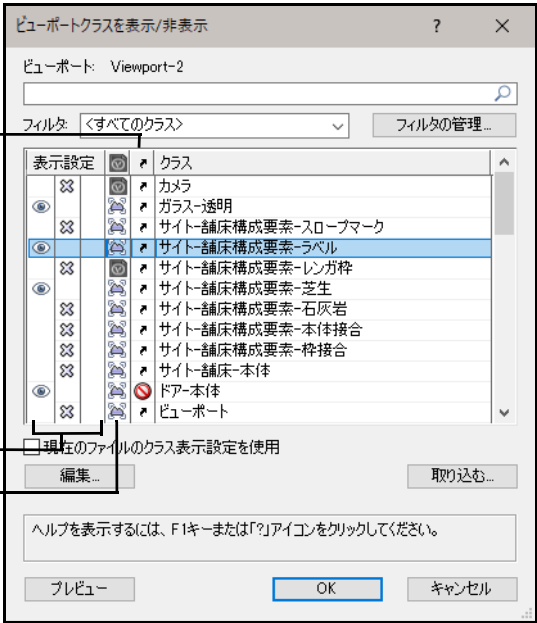 ビューポートクラスを表示/非表示
ビューポート: Viewport-2
フィルタ: <すべてのクラス> フィルタの管理...
表示設定 クラス
カメラ
ガラス-透明
サイト-舗床構成要素-スロープマーク
サイト-舗床構成要素-ラベル
サイト-舗床構成要素-レンガ枠
サイト-舗床構成要素-芝生
サイト-舗床構成要素-石灰岩
サイト-舗床構成要素-本体接合
サイト-舗床構成要素-枠接合
サイト-舗床-本体
ドアー本体
ビューポート
現在のファイルのクラス表示設定を使用
編集... 取り込む...
ヘルプを表示するには、F1キーまたは「?」アイコンをクリックしてください。
プレビュー OK キャンセル